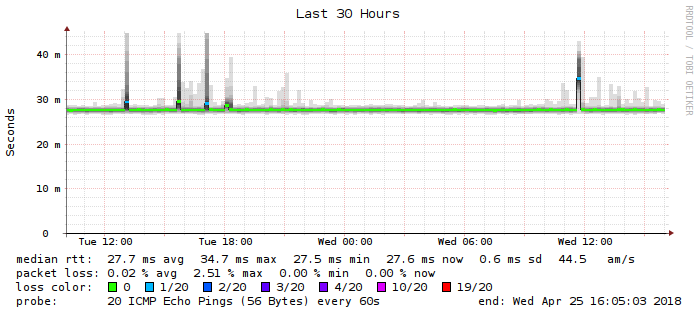 Last 30 Hours
RRDTOOL / TOBI OETIKER
Seconds
40 m
30 m
20 m
10 m
0
Tue 12:00 Tue 18:00 Wed 00:00 Wed 06:00 Wed 12:00
median rtt: 27.7 ms avg 34.7 ms max 27.5 ms min 27.6 ms now 0.6 ms sd 44.5 am/s
packet loss: 0.02 % avg 2.51 % max 0.00 % min 0.00 % now
loss color: 0 1/20 2/20 3/20 4/20 10/20 19/20
probe: 20 ICMP Echo Pings (56 Bytes) every 60s end: Wed Apr 25 16:05:03 2018